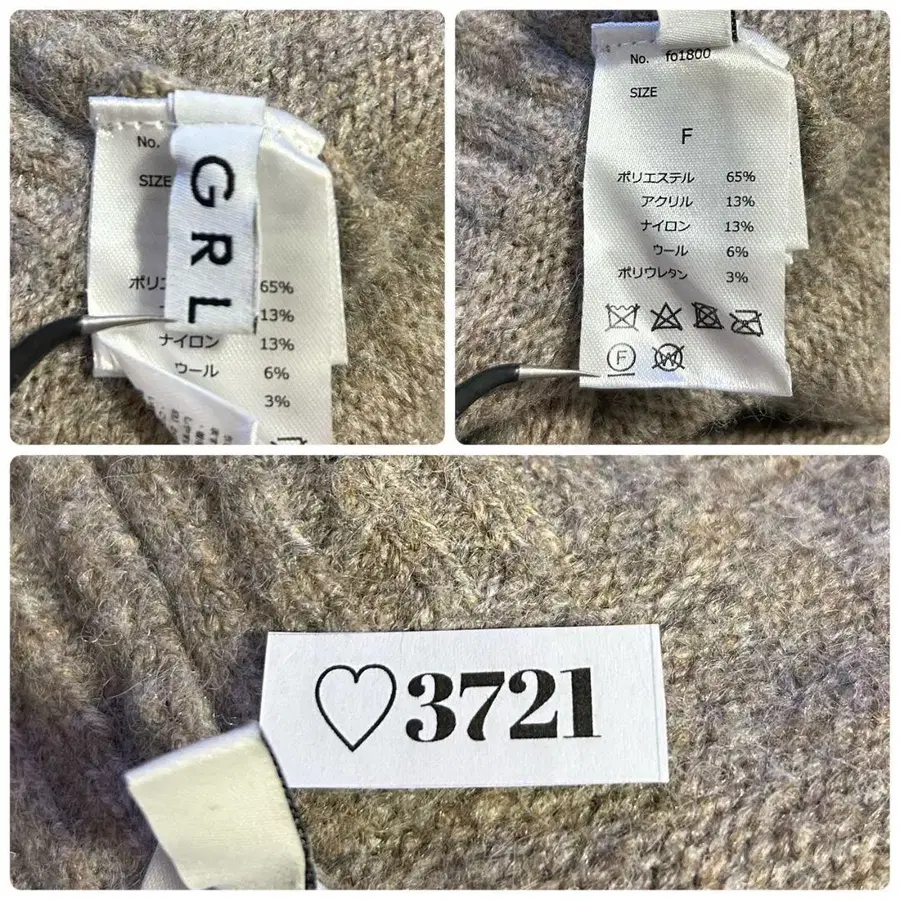 No.
SIZE
GRL
ポリエ
65%
13%
ナイロン 13%
ウール 6%
3%
No. fo1800
SIZE
F
ポリエステル 65%
アクリル 13%
ナイロン 13%
ウール 6%
ポリウレタン 3%
F
W
♡3721